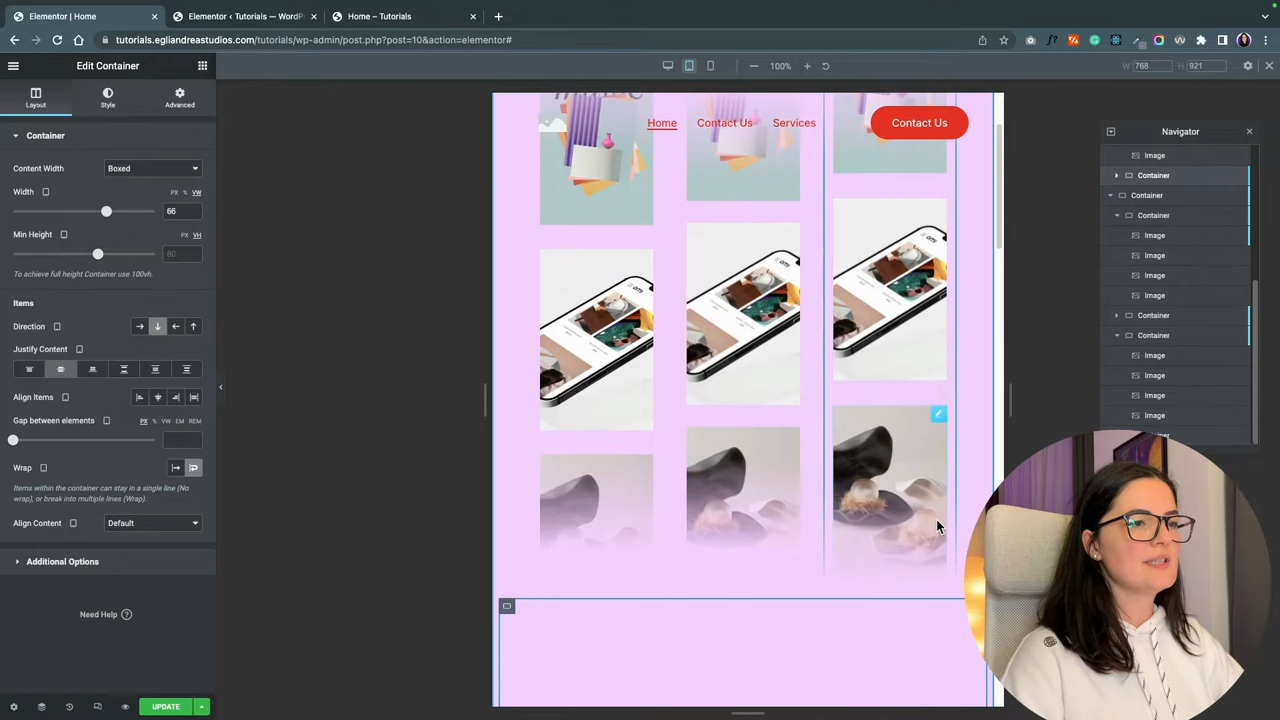 Elementor | Home
Elementor ‹ Tutorials — WordP
Home – Tutorials
tutorials.egliandreastudios.com/tutorials/wp-admin/post.php?post=10&action=elementor#
Edit Container
100%
W 768 H 921
Layout
Style
Advanced
Container
Content Width
Boxed
Width
PX % VW
66
Min Height
PX VH
60
To achieve full height Container use 100vh.
Items
Direction
Justify Content
Align Items
Gap between elements
PX % VW EM REM
Wrap
Items within the container can stay in a single line (No
wrap), or break into multiple lines (Wrap).
Align Content
Default
Additional Options
Need Help
UPDATE
Home
Contact Us
Services
Contact Us
Navigator
Image
Container
Container
Container
Image
Image
Image
Image
Container
Container
Image
Image
Image
Image